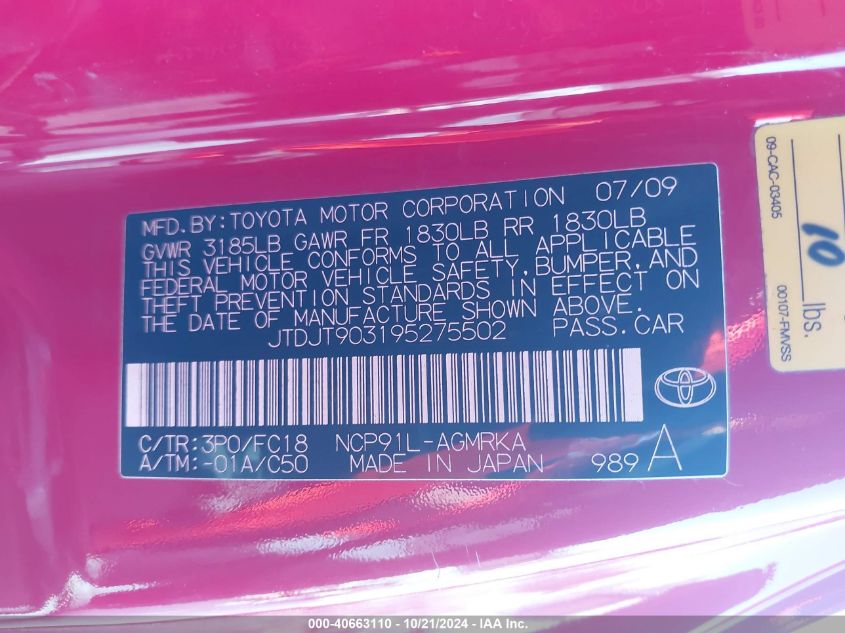 MFD. BY: TOYOTA MOTOR CORPORATION 07/09
GVWR 3185LB GAWR FR 1830LB RR 1830LB
THIS VEHICLE CONFORMS TO ALL APPLICABLE
FEDERAL MOTOR VEHICLE SAFETY, BUMPER, AND
THEFT PREVENTION STANDARDS IN EFFECT ON
THE DATE OF MANUFACTURE SHOWN ABOVE.
JTDJT903195275502 PASS. CAR
C/TR: 3P0/FC18 NCP91L-AGMRKA
A/TM: -01A/C50 MADE IN JAPAN 989 A
09-CAC-03405
00107-FMVSS
10 lbs.
000-40663110 - 10/21/2024 - IAA Inc.